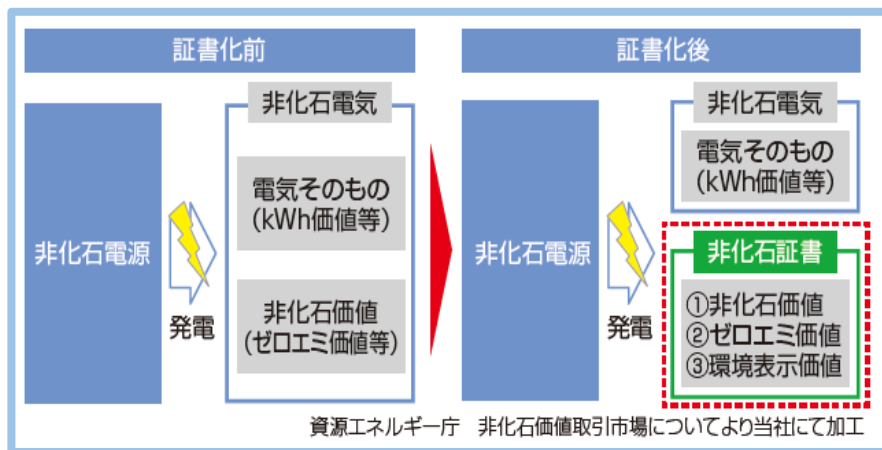 証書化前
非化石電源
発電
非化石電気
電気そのもの
(kWh価値等)
非化石価値
(ゼロエミ価値等)
証書化後
非化石電源
発電
非化石電気
電気そのもの
(kWh価値等)
非化石証書
①非化石価値
②ゼロエミ価値
③環境表示価値
資源エネルギー庁　非化石価値取引市場についてより当社にて加工